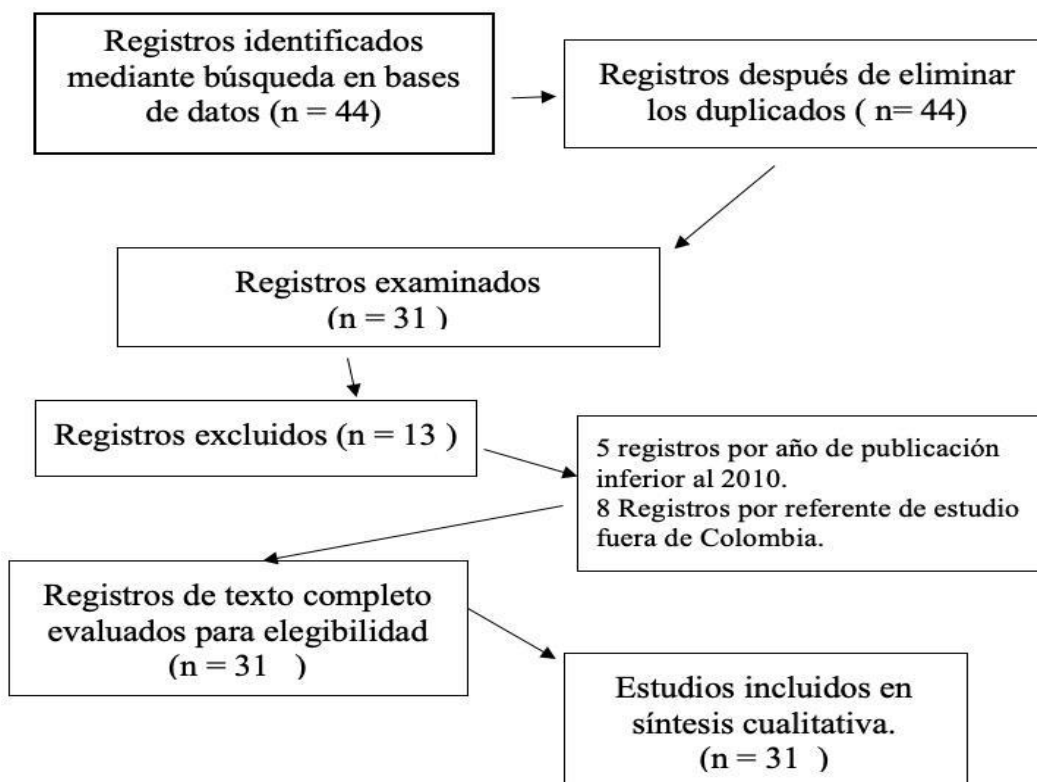 Registros identificados
mediante búsqueda en bases
de datos (n = 44)
Registros después de eliminar
los duplicados ( n= 44)
Registros examinados
(n = 31 )
Registros excluidos (n = 13 )
5 registros por año de publicación
inferior al 2010.
8 Registros por referente de estudio
fuera de Colombia.
Registros de texto completo
evaluados para elegibilidad
(n = 31 )
Estudios incluidos en
síntesis cualitativa.
(n = 31 )